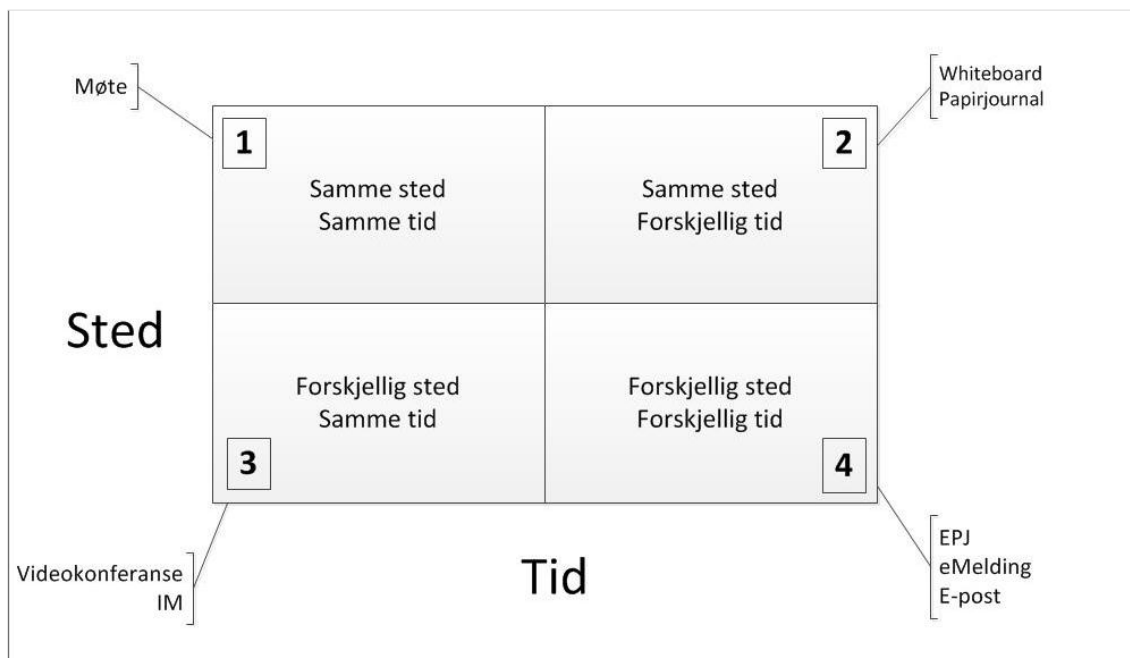 Møte
Whiteboard
Papirjournal
1
2
Samme sted
Samme tid
Samme sted
Forskjellig tid
Sted
Forskjellig sted
Samme tid
Forskjellig sted
Forskjellig tid
3
4
Videokonferanse
IM
Tid
EPJ
eMelding
E-post